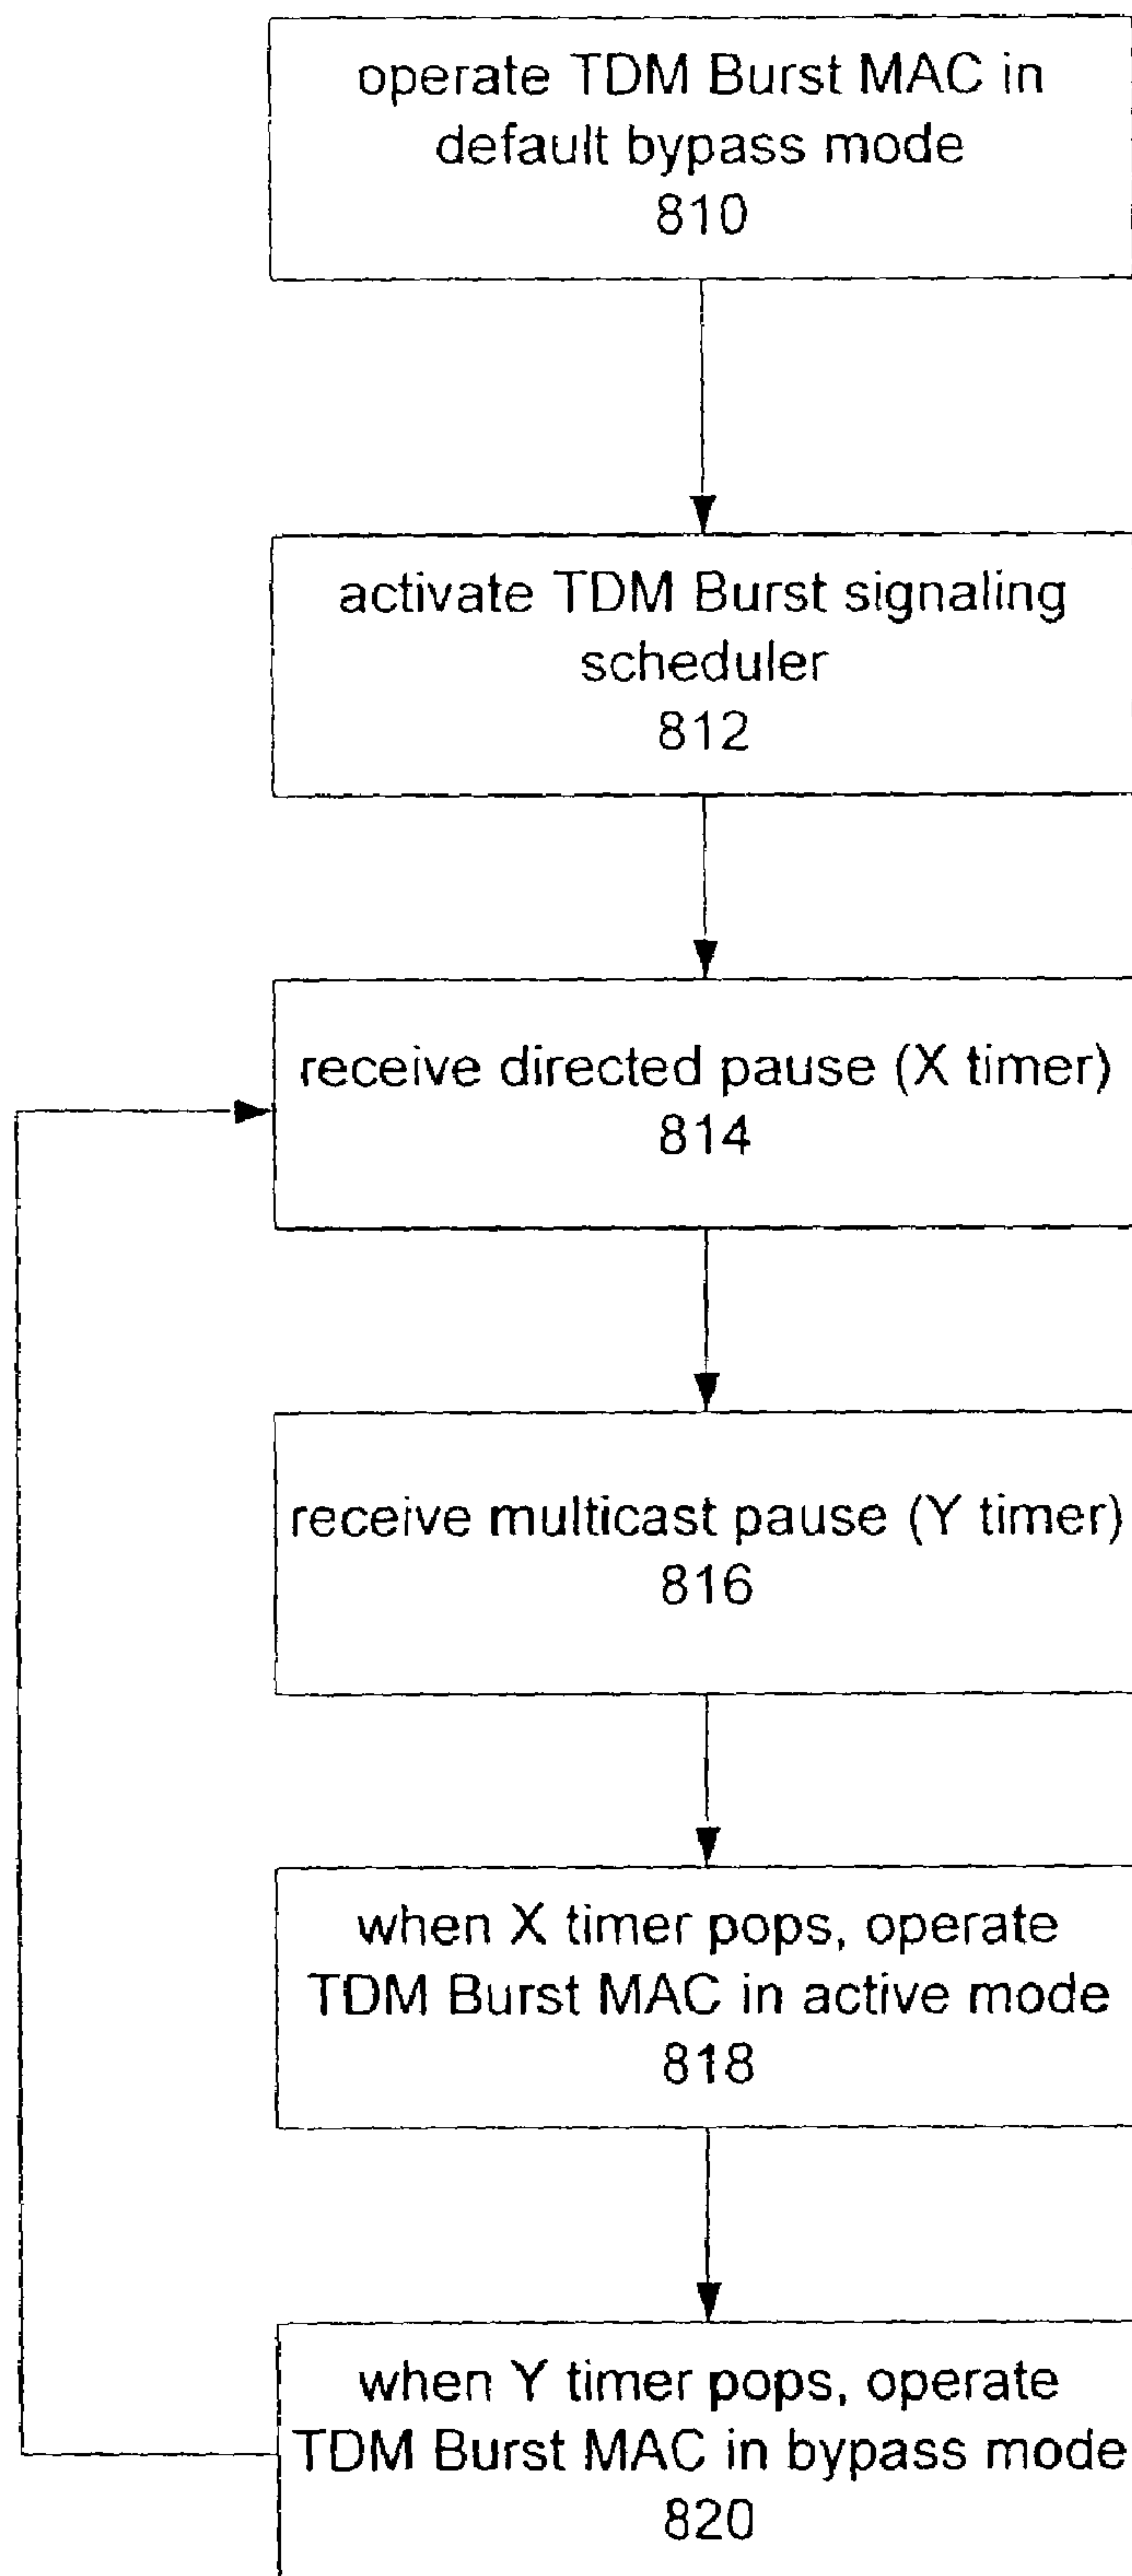 operate TDM Burst MAC in
default bypass mode
810
activate TDM Burst signaling
scheduler
812
receive directed pause (X timer)
814
receive multicast pause (Y timer)
816
when X timer pops, operate
TDM Burst MAC in active mode
818
when Y timer pops, operate
TDM Burst MAC in bypass mode
820